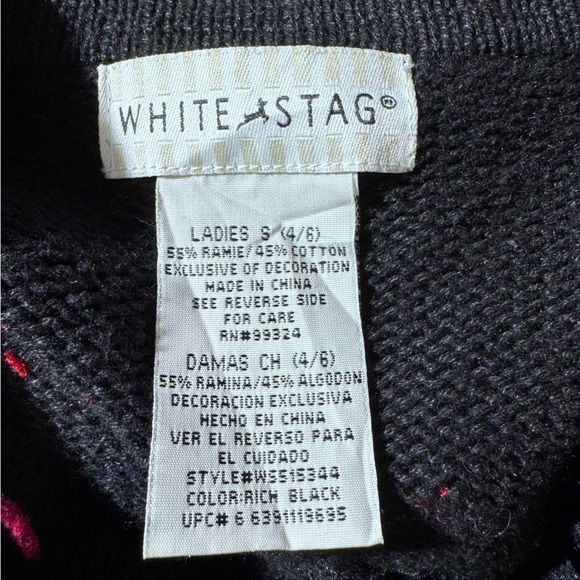 WHITE STAG®
LADIES S (4/6)
55% RAMIE/45% COTTON
EXCLUSIVE OF DECORATION
MADE IN CHINA
SEE REVERSE SIDE
FOR CARE
RN#99324
DAMAS CH (4/6)
55% RAMINA/45% ALGODON
DECORACION EXCLUSIVA
HECHO EN CHINA
VER EL REVERSO PARA
EL CUIDADO
STYLE#WS515344
COLOR:RICH BLACK
UPC# 6 6391119695